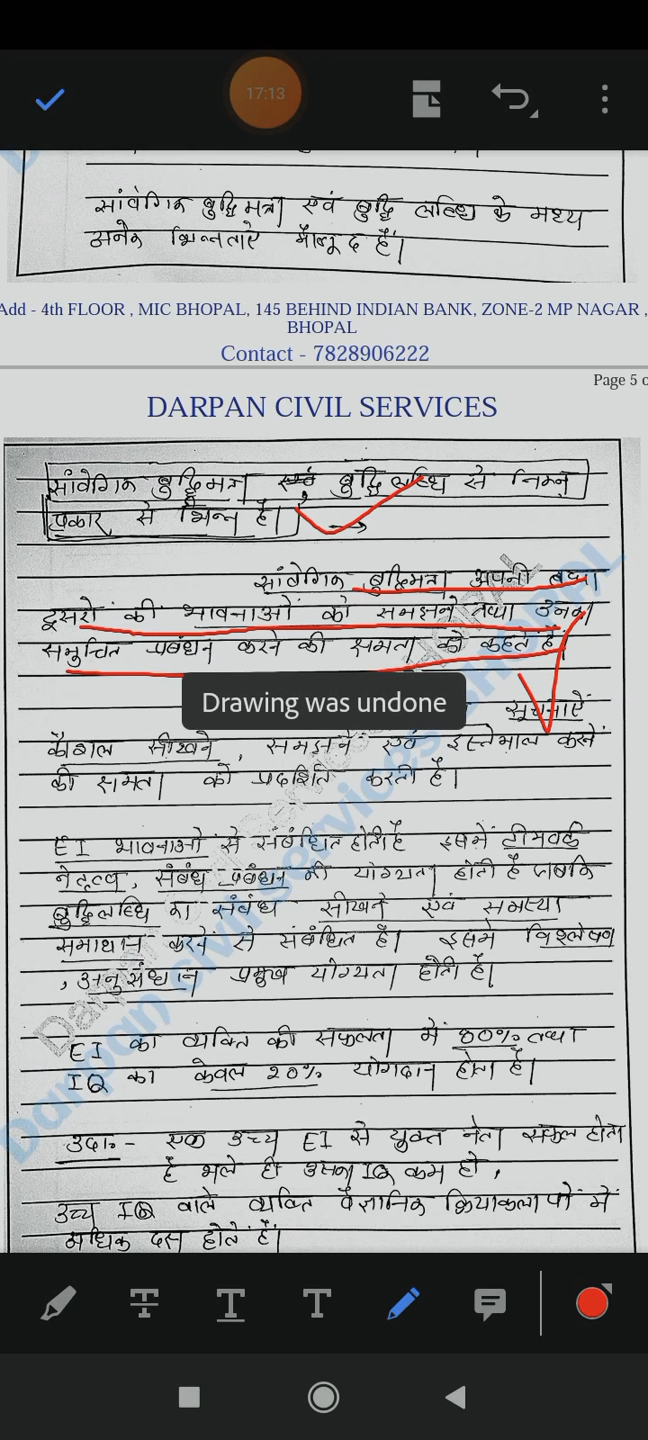 17:13
सांवेगिक बुद्धिमत्ता एवं बुद्धि लब्धि के मध्य
अनेक भिन्नताऐं मौजूद हैं।
Add - 4th FLOOR , MIC BHOPAL, 145 BEHIND INDIAN BANK, ZONE-2 MP NAGAR ,
BHOPAL
Contact - 7828906222
Page 5 o
DARPAN CIVIL SERVICES
सांवेगिक बुद्धिमत्ता एवं बुद्धि लब्धि से निम्न
प्रकार से भिन्न है। →
सांवेगिक बुद्धिमत्ता अपनी तथा
दूसरों की भावनाओं को समझने तथा उनका
समुचित प्रबंधन करने की क्षमता को कहते हैं।
Drawing was undone
सूचनाऐं
कौशल सीखने , समझने एवं इस्तेमाल करने
की क्षमता को प्रदर्शित करती है।
EI भावनाओं से संबंधित होती है इसमें टीमवर्क
नेतृत्व, संबंध प्रबंधन की योग्यता होती है जबकि
बुद्धिलब्धि का संबंध सीखने एवं समस्या
समाधान करने से संबंधित है। इसमें विश्लेषण
, अनुसंधान प्रमुख योग्यता होती है।
EI का व्यक्ति की सफलता में 80% तथा
IQ का केवल 20% योगदान होता है।
उदा:- एक उच्च EI से युक्त नेता सफल होता
है भले ही उसका IQ कम हो ,
उच्च IQ वाले व्यक्ति वैज्ञानिक क्रियाकलापों में
अधिक दक्ष होते हैं।
Darpan civil services BHOPAL